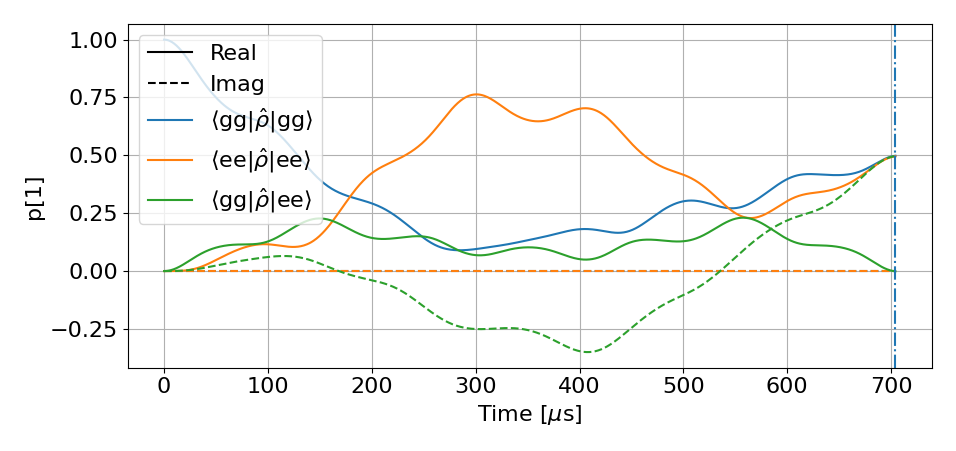 1.00
0.75
0.50
0.25
0.00
−0.25
p[1]
Real
Imag
⟨gg|ρ̂|gg⟩
⟨ee|ρ̂|ee⟩
⟨gg|ρ̂|ee⟩
0 100 200 300 400 500 600 700
Time [μs]